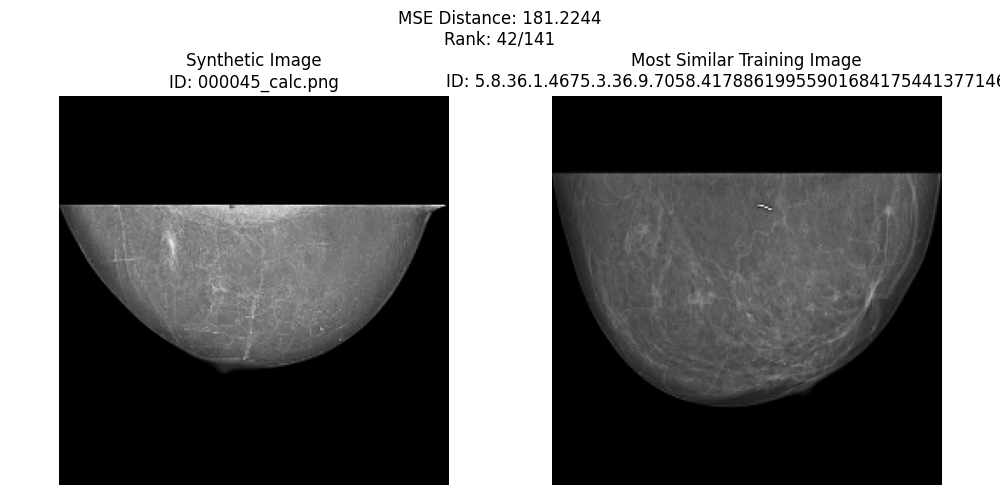 MSE Distance: 181.2244
Rank: 42/141
Synthetic Image
ID: 000045_calc.png
Most Similar Training Image
ID: 5.8.36.1.4675.3.36.9.7058.41788619955901684175441377146